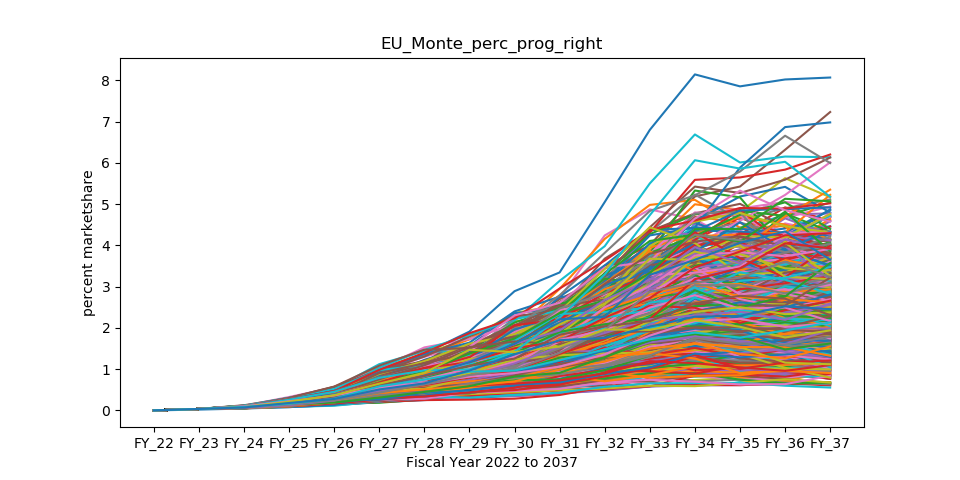 EU_Monte_perc_prog_right
percent marketshare
8
7
6
5
4
3
2
1
0
FY_22 FY_23 FY_24 FY_25 FY_26 FY_27 FY_28 FY_29 FY_30 FY_31 FY_32 FY_33 FY_34 FY_35 FY_36 FY_37
Fiscal Year 2022 to 2037